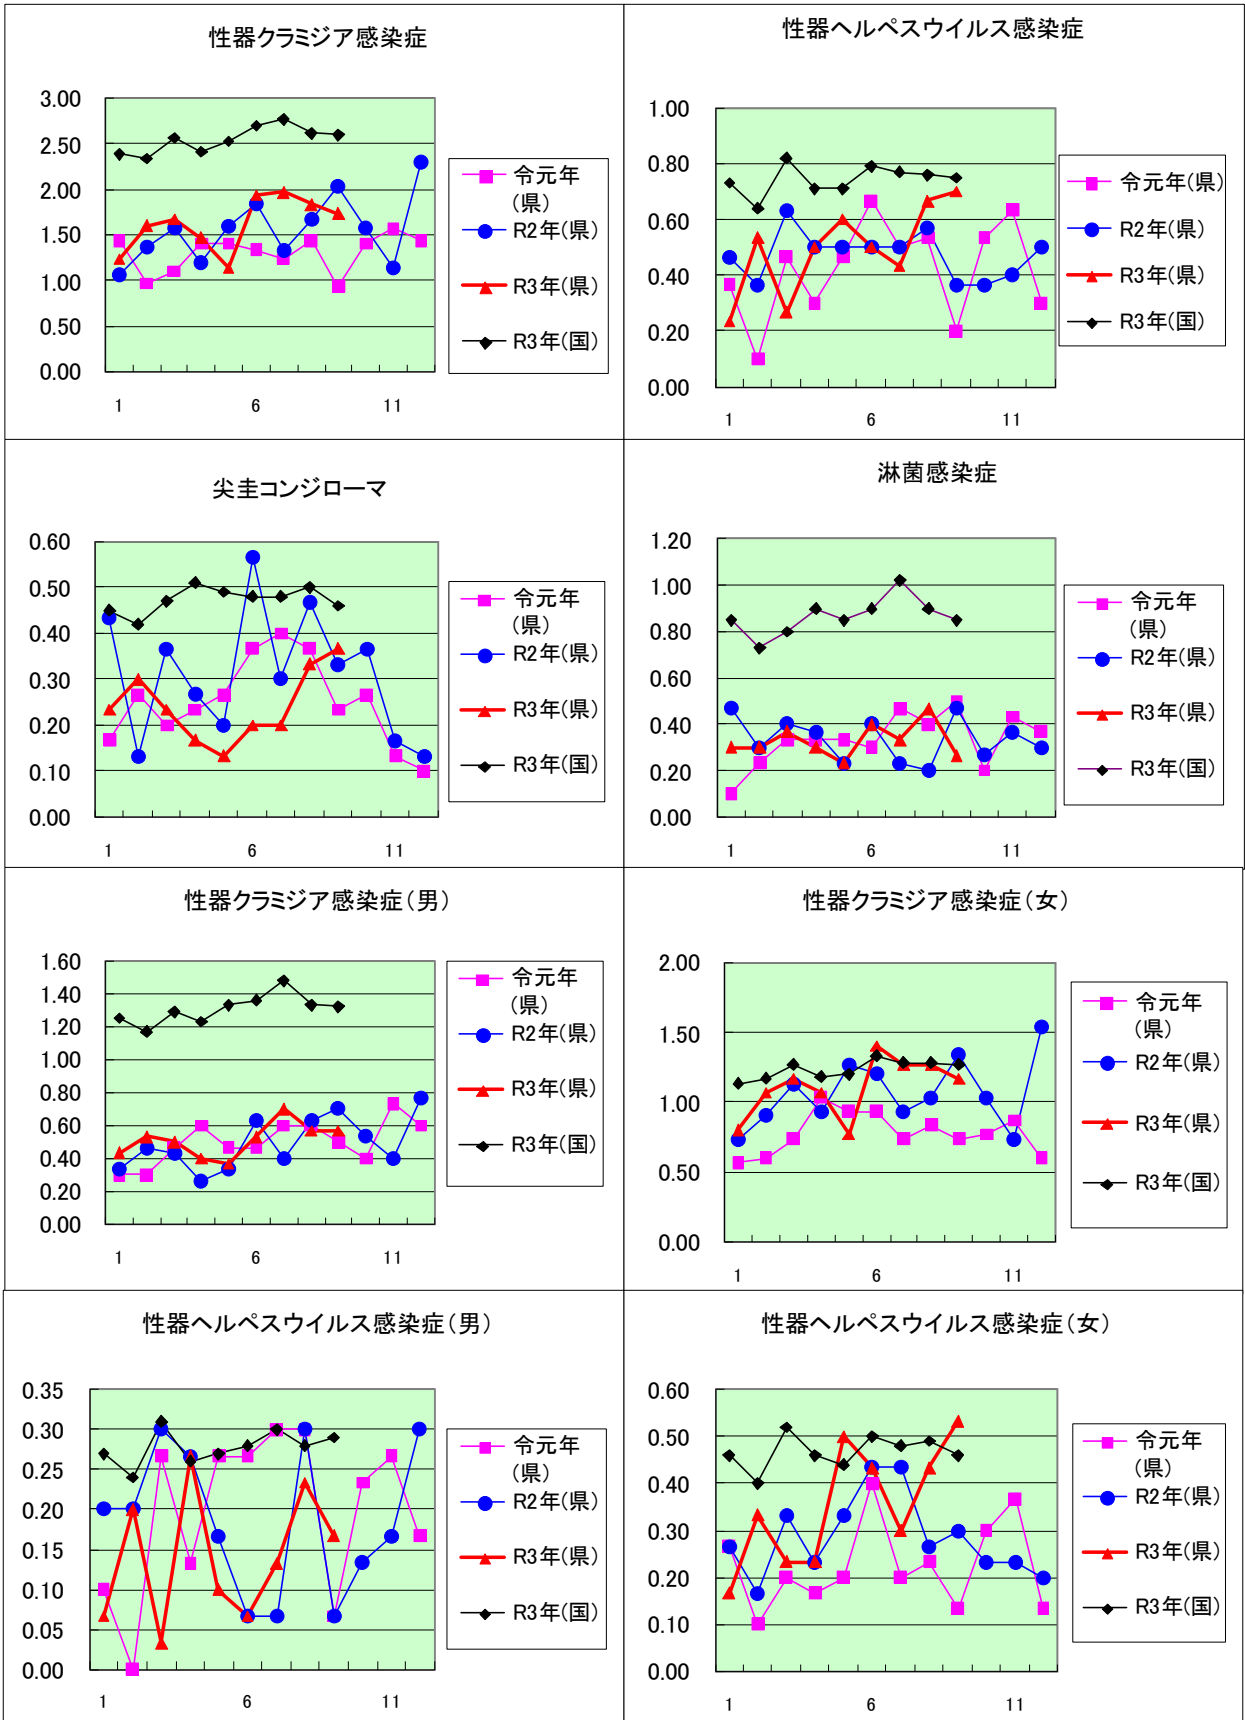 性器クラミジア感染症
3.00
2.50
2.00
1.50
1.00
0.50
0.00
1 6 11
令元年
(県)
R2年(県)
R3年(県)
R3年(国)
性器ヘルペスウイルス感染症
1.00
0.80
0.60
0.40
0.20
0.00
1 6 11
令元年(県)
R2年(県)
R3年(県)
R3年(国)
尖圭コンジローマ
0.60
0.50
0.40
0.30
0.20
0.10
0.00
1 6 11
令元年
(県)
R2年(県)
R3年(県)
R3年(国)
淋菌感染症
1.20
1.00
0.80
0.60
0.40
0.20
0.00
1 6 11
令元年
(県)
R2年(県)
R3年(県)
R3年(国)
性器クラミジア感染症(男)
1.60
1.40
1.20
1.00
0.80
0.60
0.40
0.20
0.00
1 6 11
令元年
(県)
R2年(県)
R3年(県)
R3年(国)
性器クラミジア感染症(女)
2.00
1.50
1.00
0.50
0.00
1 6 11
令元年
(県)
R2年(県)
R3年(県)
R3年(国)
性器ヘルペスウイルス感染症(男)
0.35
0.30
0.25
0.20
0.15
0.10
0.05
0.00
1 6 11
令元年
(県)
R2年(県)
R3年(県)
R3年(国)
性器ヘルペスウイルス感染症(女)
0.60
0.50
0.40
0.30
0.20
0.10
0.00
1 6 11
令元年
(県)
R2年(県)
R3年(県)
R3年(国)